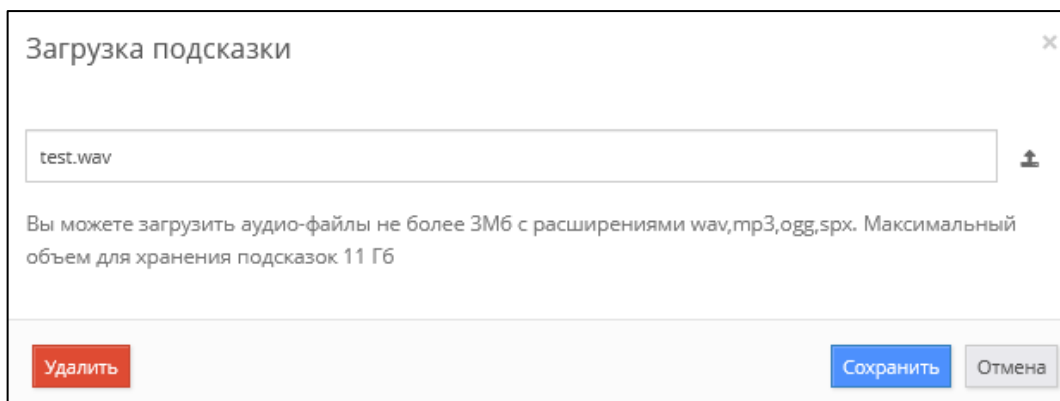 Загрузка подсказки
test.wav
Вы можете загрузить аудио-файлы не более 3Мб с расширениями wav,mp3,ogg,spx. Максимальный
объем для хранения подсказок 11 Гб
Удалить
Сохранить
Отмена